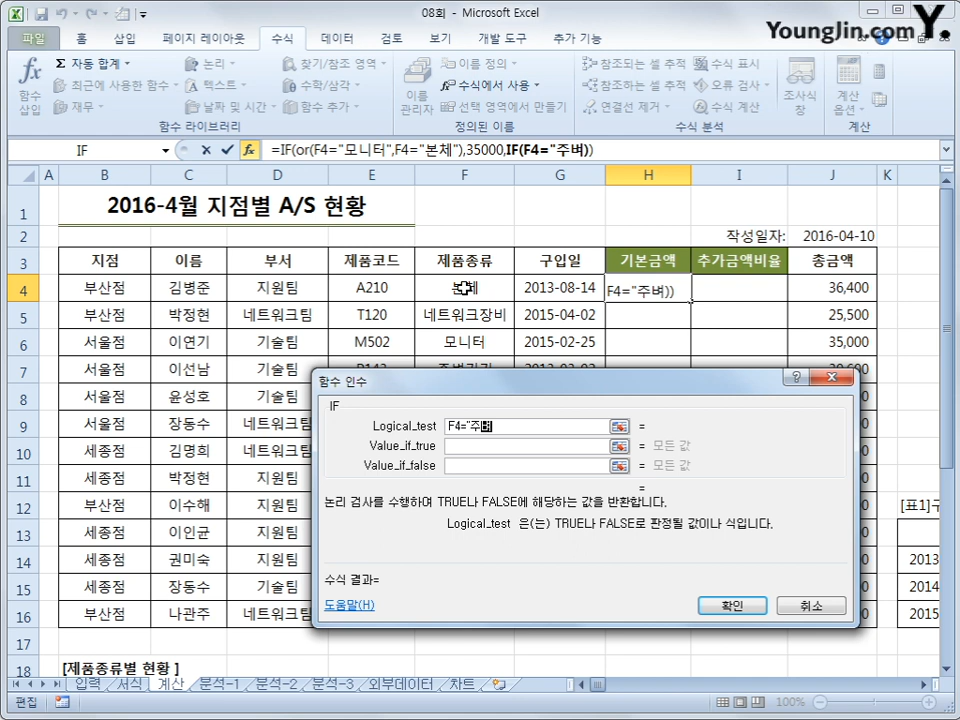 08회 - Microsoft Excel
YoungJin.com Y.
파일 홈 삽입 페이지 레이아웃 수식 데이터 검토 보기 개발 도구 추가 기능
Σ 자동 합계 논리 찾기/참조 영역 이름 정의 참조되는 셀 추적 수식 표시
fx 최근에 사용한 함수 텍스트 수학/삼각 수식에서 사용 참조하는 셀 추적 오류 검사
함수 삽입 재무 날짜 및 시간 함수 추가 이름 관리자 선택 영역에서 만들기 연결선 제거 수식 계산 조사식 창 계산 옵션
함수 라이브러리 정의된 이름 수식 분석 계산
IF fx =IF(or(F4="모니터",F4="본체"),35000,IF(F4="주벼))
A B C D E F G H I J K
1 2016-4월 지점별 A/S 현황
2 작성일자: 2016-04-10
3 지점 이름 부서 제품코드 제품종류 구입일 기본금액 추가금액비율 총금액
4 부산점 김병준 지원팀 A210 2013-08-14 F4="주벼)) 36,400
5 부산점 박정현 네트워크팀 T120 네트워크장비 2015-04-02 25,500
6 서울점 이연기 기술팀 M502 모니터 2015-02-25 35,000
7 서울점 이선남 기술팀
8 서울점 윤성호 기술팀
9 서울점 장동수 네트워크팀
10 세종점 김명희 네트워크팀
11 세종점 박정현 지원팀
12 부산점 이수해 지원팀 [표1]구
13 세종점 이인균 지원팀
14 세종점 권미숙 지원팀 2013
15 세종점 장동수 기술팀 2014
16 부산점 나관주 네트워크팀 2015
17
18 [제품종류별 현황 ]
함수 인수
IF
Logical_test F4="주벼 =
Value_if_true = 모든 값
Value_if_false = 모든 값
=
논리 검사를 수행하여 TRUE나 FALSE에 해당하는 값을 반환합니다.
Logical_test 은(는) TRUE나 FALSE로 판정될 값이나 식입니다.
수식 결과=
도움말(H) 확인 취소
입력 서식 계산 분석-1 분석-2 분석-3 외부데이터 차트
편집 100%